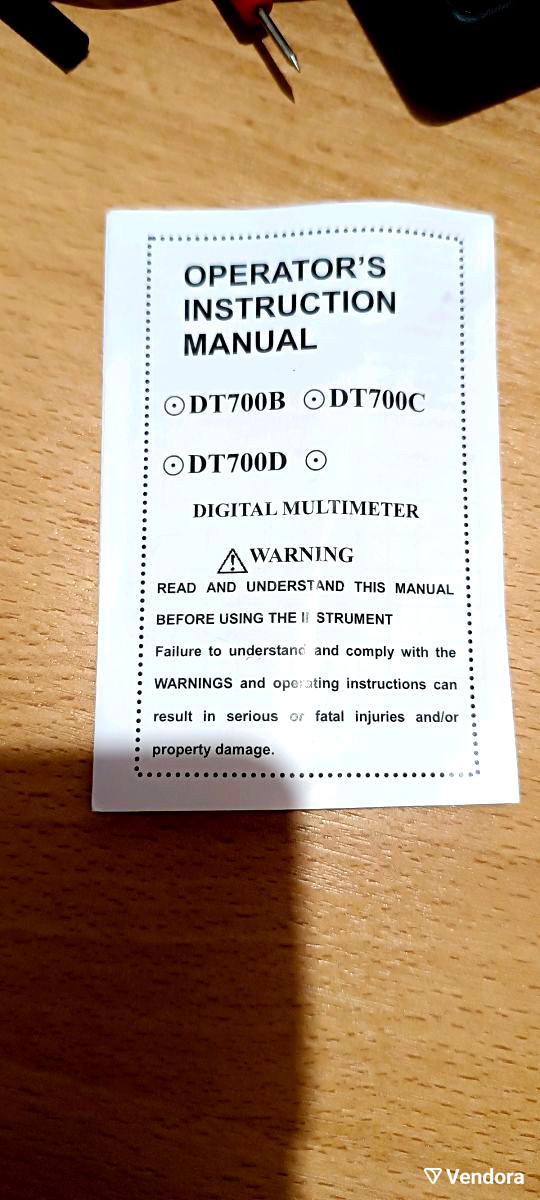 OPERATOR'S
INSTRUCTION
MANUAL
⊙DT700B ⊙DT700C
⊙DT700D ⊙
DIGITAL MULTIMETER
⚠WARNING
READ AND UNDERSTAND THIS MANUAL
BEFORE USING THE I STRUMENT
Failure to understand and comply with the
WARNINGS and operating instructions can
result in serious or fatal injuries and/or
property damage.
Vendora